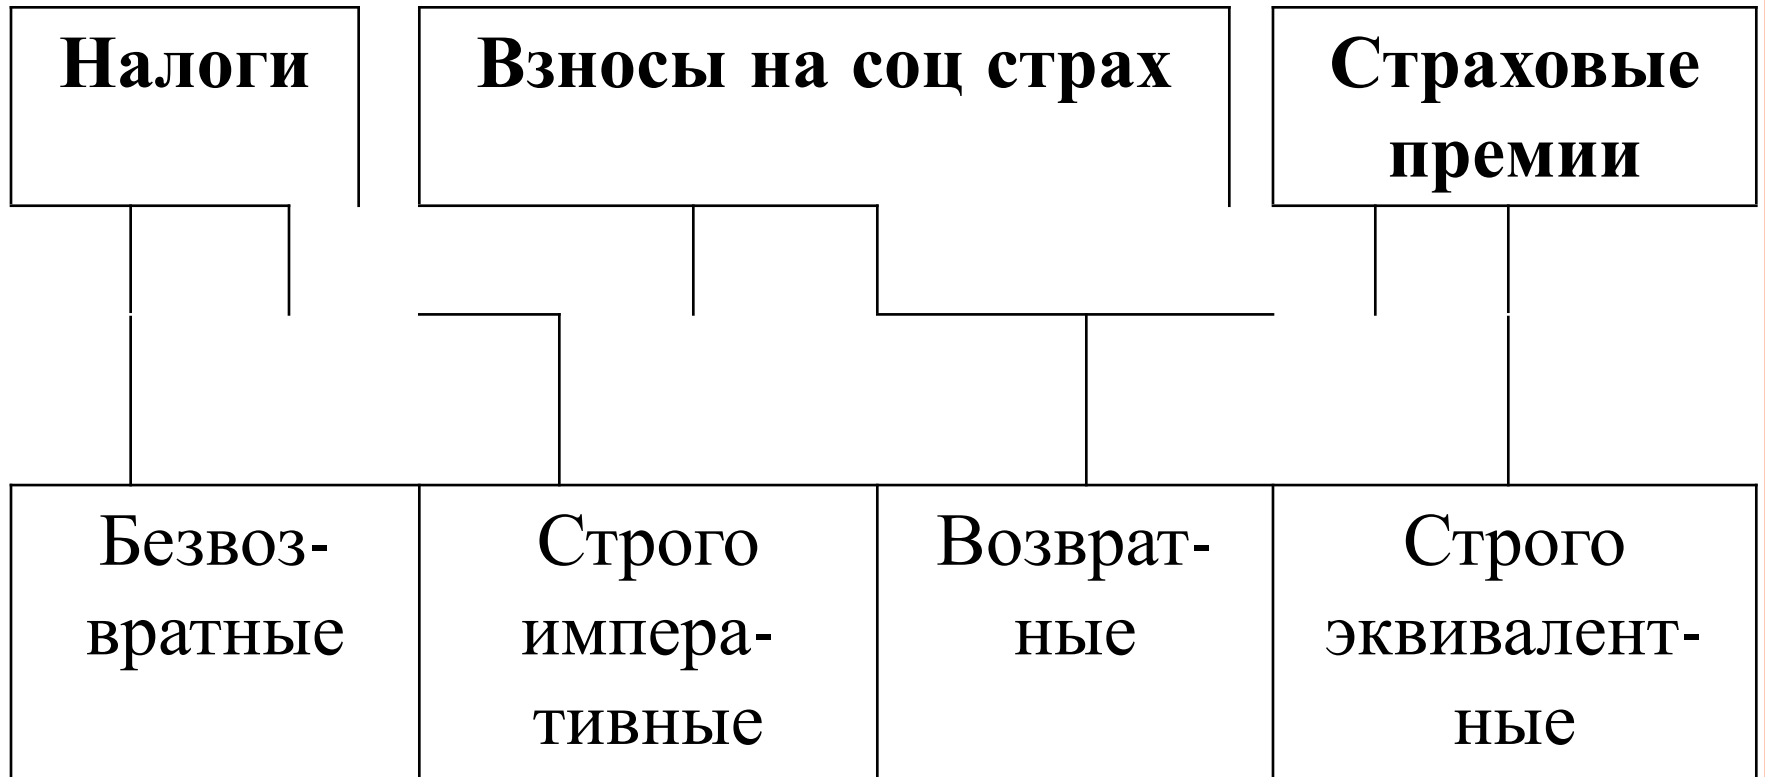 Налоги
Взносы на соц страх
Страховые
премии
Безвоз-
вратные
Строго
импера-
тивные
Возврат-
ные
Строго
эквивалент-
ные